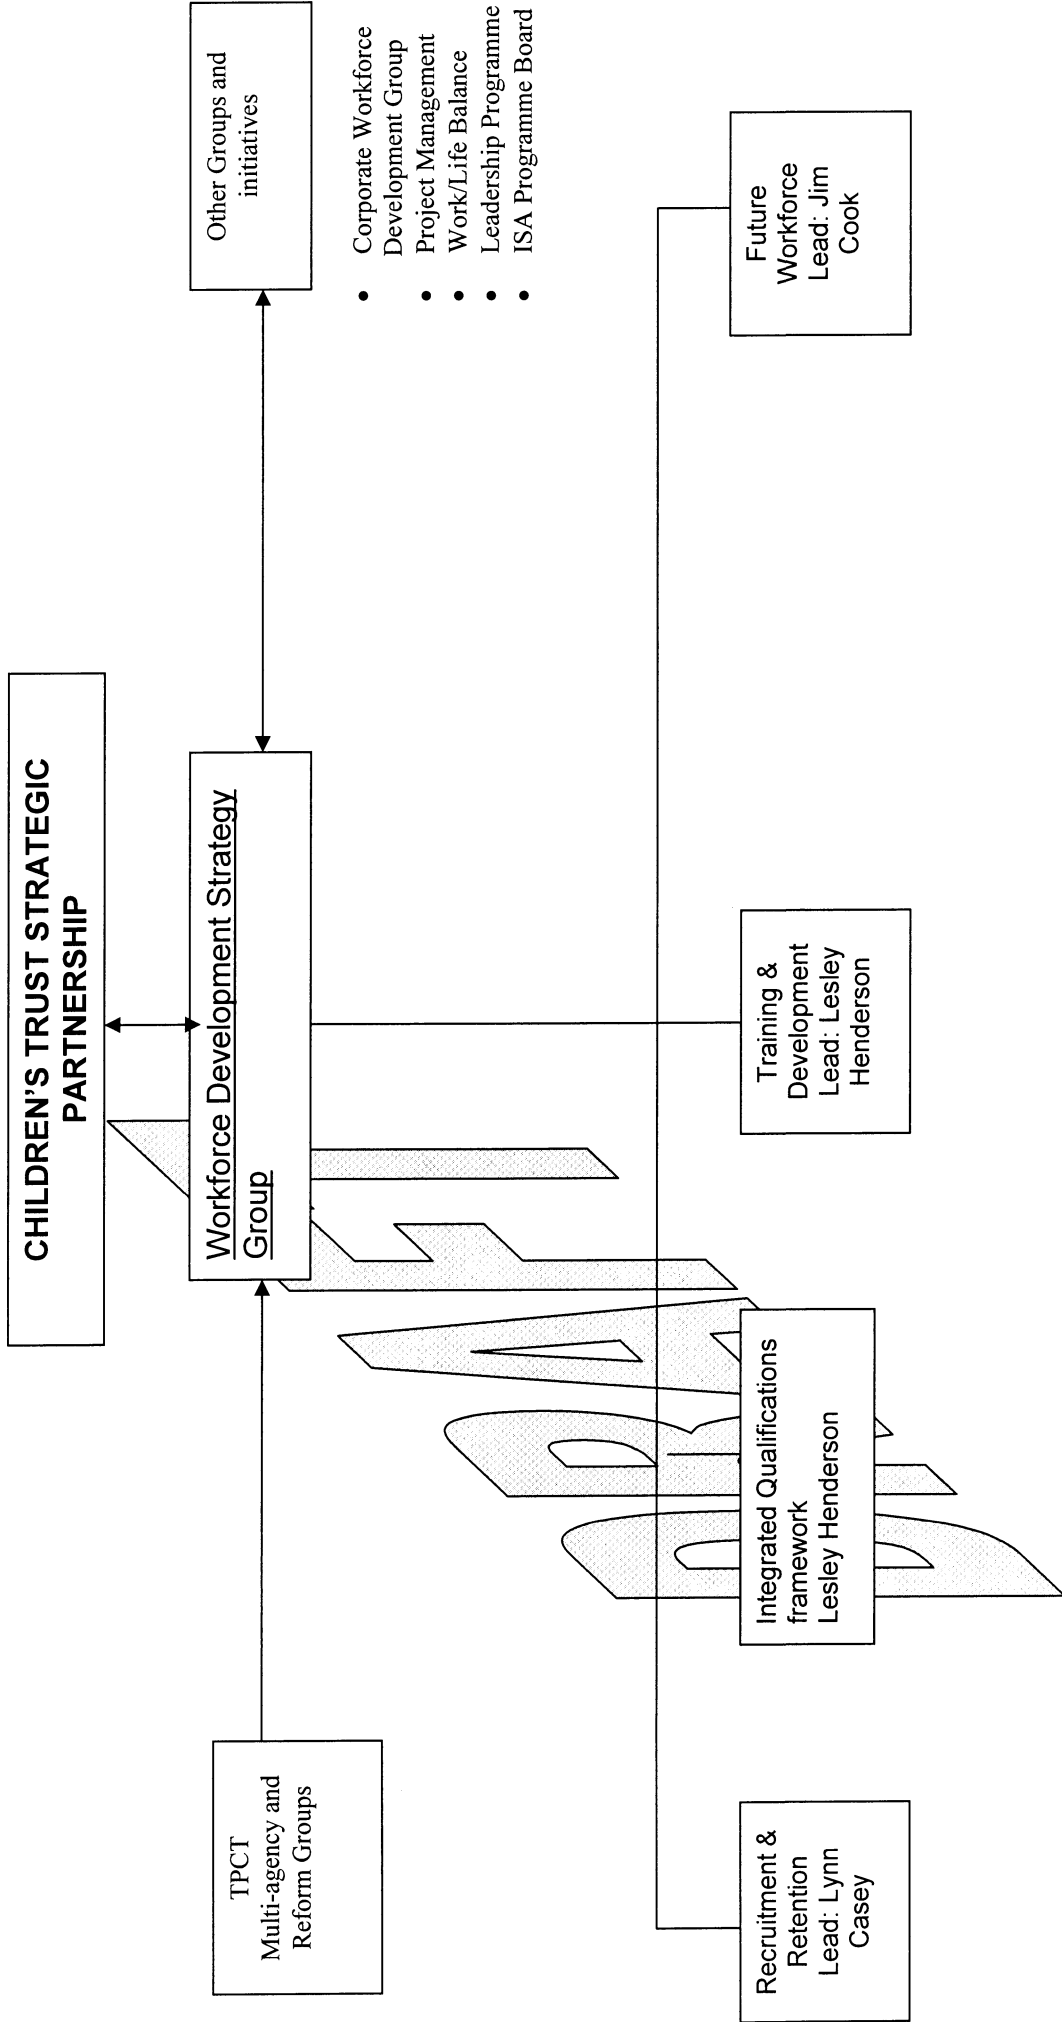 CHILDREN'S TRUST STRATEGIC
PARTNERSHIP
TPCT
Multi-agency and
Reform Groups
Workforce Development Strategy
Group
Other Groups and
initiatives
• Corporate Workforce
Development Group
• Project Management
• Work/Life Balance
• Leadership Programme
• ISA Programme Board
DRAFT
Recruitment &
Retention
Lead: Lynn
Casey
Integrated Qualifications
framework
Lesley Henderson
Training &
Development
Lead: Lesley
Henderson
Future
Workforce
Lead: Jim
Cook